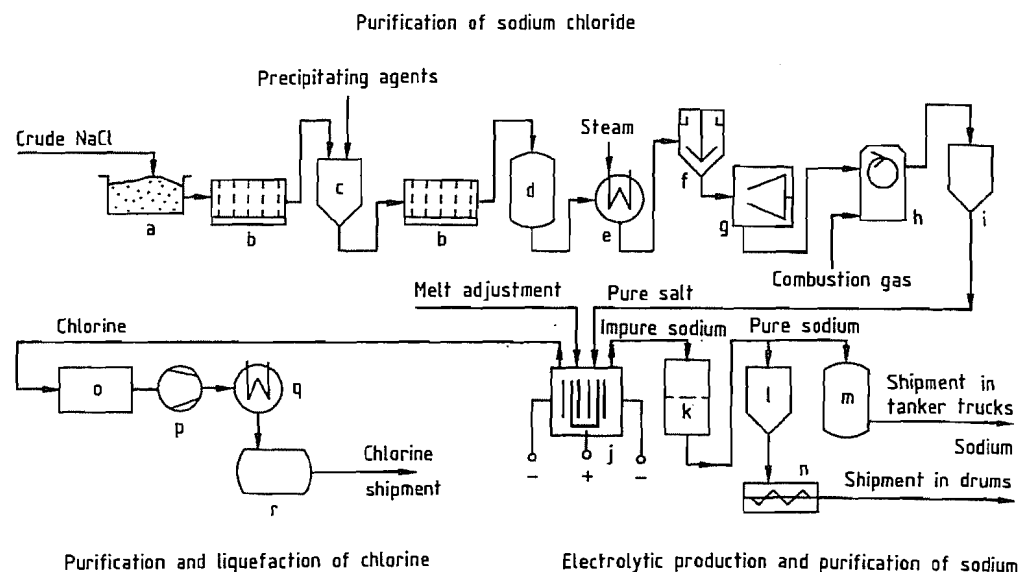 Purification of sodium chloride
Precipitating agents
Crude NaCl
Steam
a
b
c
b
d
e
f
g
h
i
Combustion gas
Melt adjustment
Pure salt
Chlorine
Impure sodium
Pure sodium
o
p
q
r
Chlorine
shipment
j
k
l
m
n
Shipment in
tanker trucks
Sodium
Shipment in drums
- + -
Purification and liquefaction of chlorine
Electrolytic production and purification of sodium